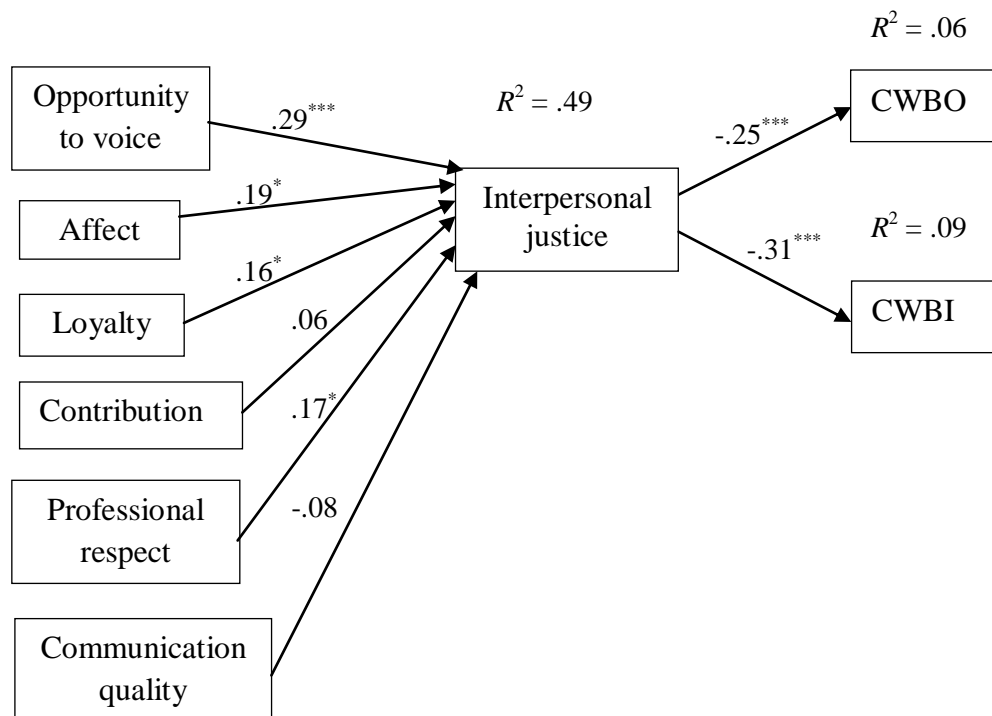 R² = .06
CWBO
Opportunity
to voice
R² = .49
.29***
-.25***
Interpersonal
justice
.19*
Affect
R² = .09
-.31***
.16*
Loyalty
.06
CWBI
Contribution
.17*
Professional
respect
-.08
Communication
quality